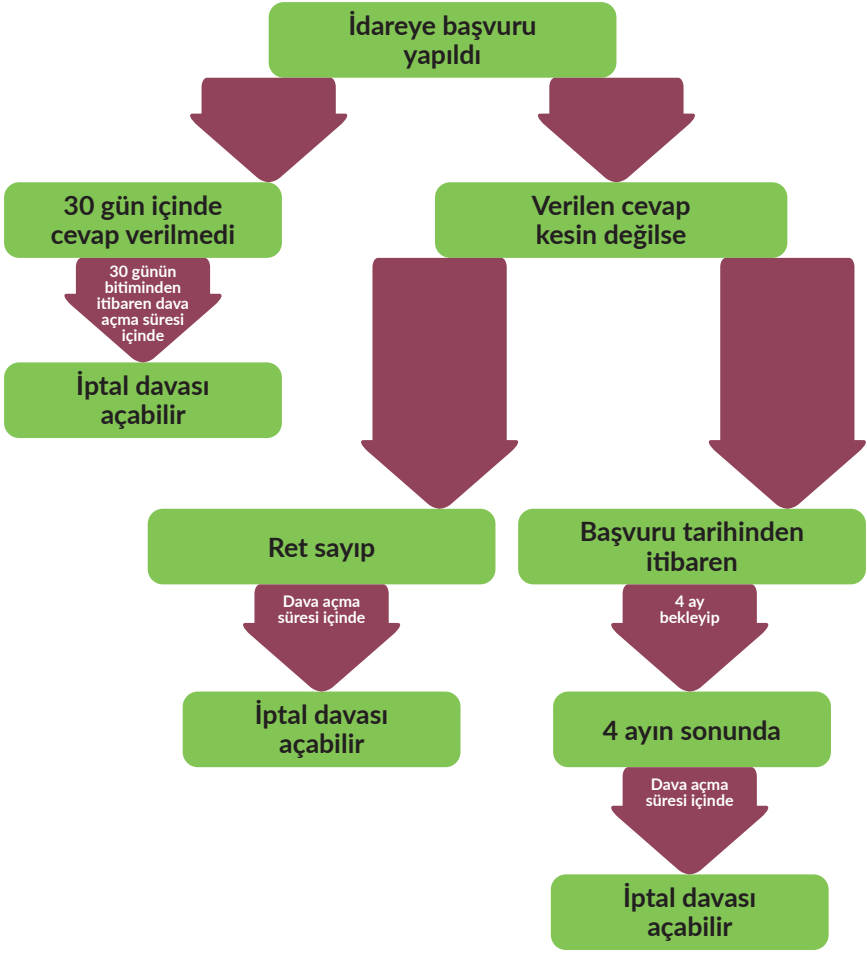 İdareye başvuru
yapıldı
30 gün içinde
cevap verilmedi
Verilen cevap
kesin değilse
30 günün
bitiminden
itibaren dava
açma süresi
içinde
İptal davası
açabilir
Ret sayıp
Başvuru tarihinden
itibaren
Dava açma
süresi içinde
4 ay
bekleyip
İptal davası
açabilir
4 ayın sonunda
Dava açma
süresi içinde
İptal davası
açabilir